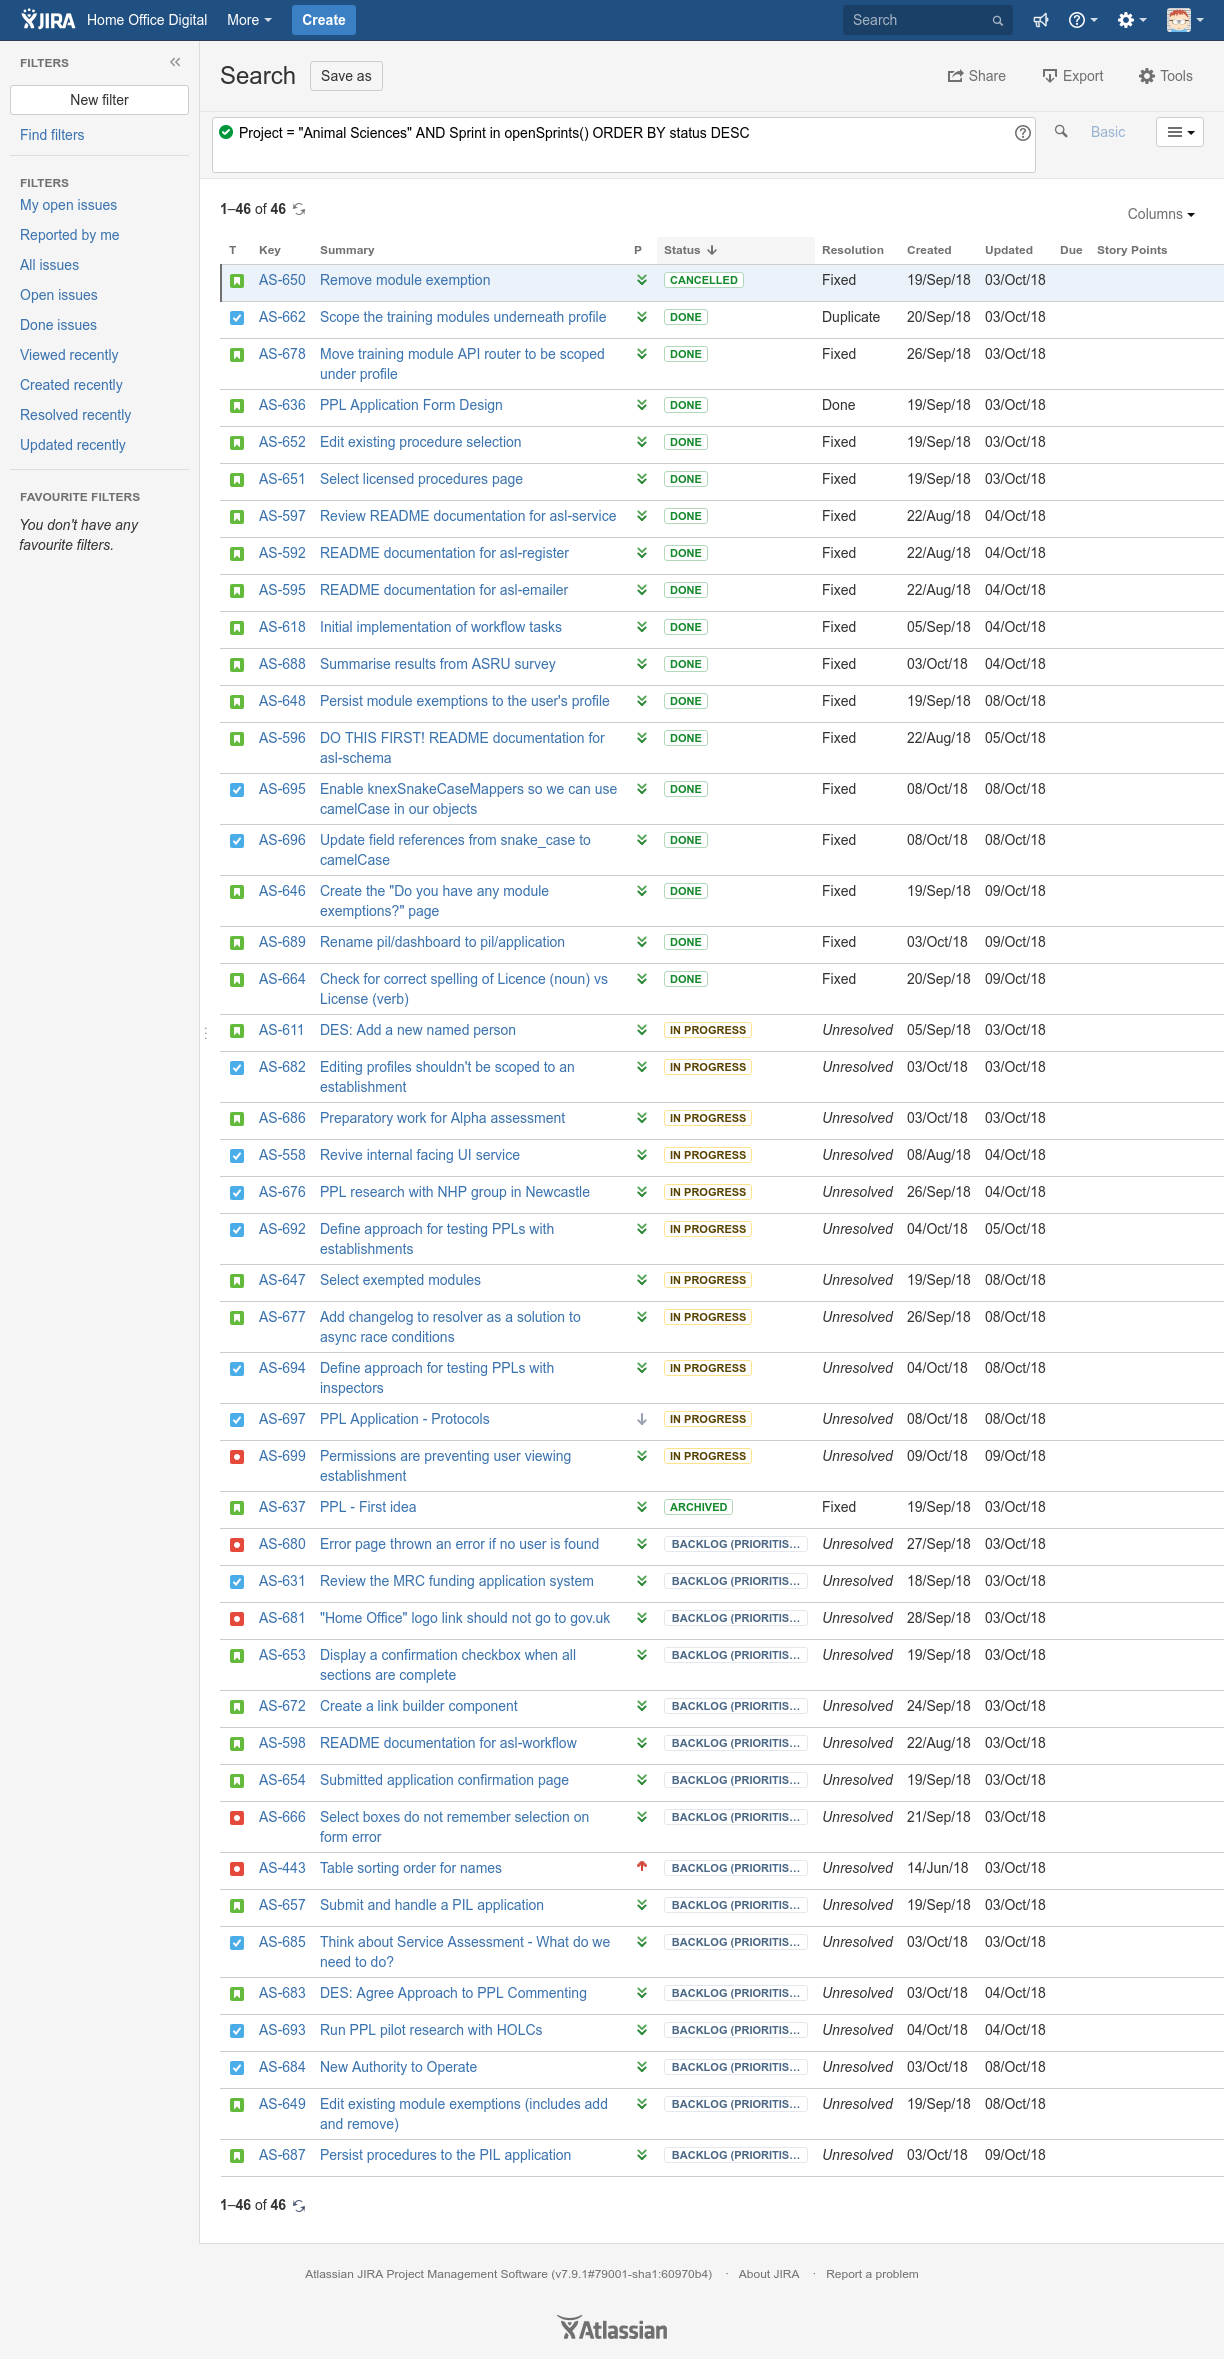 JIRA Home Office Digital More Create Search
FILTERS
New filter
Find filters
FILTERS
My open issues
Reported by me
All issues
Open issues
Done issues
Viewed recently
Created recently
Resolved recently
Updated recently
FAVOURITE FILTERS
You don't have any
favourite filters.
Search Save as Share Export Tools
Project = "Animal Sciences" AND Sprint in openSprints() ORDER BY status DESC Basic
1–46 of 46
Columns
T Key Summary P Status Resolution Created Updated Due Story Points
AS-650 Remove module exemption CANCELLED Fixed 19/Sep/18 03/Oct/18
AS-662 Scope the training modules underneath profile DONE Duplicate 20/Sep/18 03/Oct/18
AS-678 Move training module API router to be scoped DONE Fixed 26/Sep/18 03/Oct/18
under profile
AS-636 PPL Application Form Design DONE Done 19/Sep/18 03/Oct/18
AS-652 Edit existing procedure selection DONE Fixed 19/Sep/18 03/Oct/18
AS-651 Select licensed procedures page DONE Fixed 19/Sep/18 03/Oct/18
AS-597 Review README documentation for asl-service DONE Fixed 22/Aug/18 04/Oct/18
AS-592 README documentation for asl-register DONE Fixed 22/Aug/18 04/Oct/18
AS-595 README documentation for asl-emailer DONE Fixed 22/Aug/18 04/Oct/18
AS-618 Initial implementation of workflow tasks DONE Fixed 05/Sep/18 04/Oct/18
AS-688 Summarise results from ASRU survey DONE Fixed 03/Oct/18 04/Oct/18
AS-648 Persist module exemptions to the user's profile DONE Fixed 19/Sep/18 08/Oct/18
AS-596 DO THIS FIRST! README documentation for DONE Fixed 22/Aug/18 05/Oct/18
asl-schema
AS-695 Enable knexSnakeCaseMappers so we can use DONE Fixed 08/Oct/18 08/Oct/18
camelCase in our objects
AS-696 Update field references from snake_case to DONE Fixed 08/Oct/18 08/Oct/18
camelCase
AS-646 Create the "Do you have any module DONE Fixed 19/Sep/18 09/Oct/18
exemptions?" page
AS-689 Rename pil/dashboard to pil/application DONE Fixed 03/Oct/18 09/Oct/18
AS-664 Check for correct spelling of Licence (noun) vs DONE Fixed 20/Sep/18 09/Oct/18
License (verb)
AS-611 DES: Add a new named person IN PROGRESS Unresolved 05/Sep/18 03/Oct/18
AS-682 Editing profiles shouldn't be scoped to an IN PROGRESS Unresolved 03/Oct/18 03/Oct/18
establishment
AS-686 Preparatory work for Alpha assessment IN PROGRESS Unresolved 03/Oct/18 03/Oct/18
AS-558 Revive internal facing UI service IN PROGRESS Unresolved 08/Aug/18 04/Oct/18
AS-676 PPL research with NHP group in Newcastle IN PROGRESS Unresolved 26/Sep/18 04/Oct/18
AS-692 Define approach for testing PPLs with IN PROGRESS Unresolved 04/Oct/18 05/Oct/18
establishments
AS-647 Select exempted modules IN PROGRESS Unresolved 19/Sep/18 08/Oct/18
AS-677 Add changelog to resolver as a solution to IN PROGRESS Unresolved 26/Sep/18 08/Oct/18
async race conditions
AS-694 Define approach for testing PPLs with IN PROGRESS Unresolved 04/Oct/18 08/Oct/18
inspectors
AS-697 PPL Application - Protocols IN PROGRESS Unresolved 08/Oct/18 08/Oct/18
AS-699 Permissions are preventing user viewing IN PROGRESS Unresolved 09/Oct/18 09/Oct/18
establishment
AS-637 PPL - First idea ARCHIVED Fixed 19/Sep/18 03/Oct/18
AS-680 Error page thrown an error if no user is found BACKLOG (PRIORITIS... Unresolved 27/Sep/18 03/Oct/18
AS-631 Review the MRC funding application system BACKLOG (PRIORITIS... Unresolved 18/Sep/18 03/Oct/18
AS-681 "Home Office" logo link should not go to gov.uk BACKLOG (PRIORITIS... Unresolved 28/Sep/18 03/Oct/18
AS-653 Display a confirmation checkbox when all BACKLOG (PRIORITIS... Unresolved 19/Sep/18 03/Oct/18
sections are complete
AS-672 Create a link builder component BACKLOG (PRIORITIS... Unresolved 24/Sep/18 03/Oct/18
AS-598 README documentation for asl-workflow BACKLOG (PRIORITIS... Unresolved 22/Aug/18 03/Oct/18
AS-654 Submitted application confirmation page BACKLOG (PRIORITIS... Unresolved 19/Sep/18 03/Oct/18
AS-666 Select boxes do not remember selection on BACKLOG (PRIORITIS... Unresolved 21/Sep/18 03/Oct/18
form error
AS-443 Table sorting order for names BACKLOG (PRIORITIS... Unresolved 14/Jun/18 03/Oct/18
AS-657 Submit and handle a PIL application BACKLOG (PRIORITIS... Unresolved 19/Sep/18 03/Oct/18
AS-685 Think about Service Assessment - What do we BACKLOG (PRIORITIS... Unresolved 03/Oct/18 03/Oct/18
need to do?
AS-683 DES: Agree Approach to PPL Commenting BACKLOG (PRIORITIS... Unresolved 03/Oct/18 04/Oct/18
AS-693 Run PPL pilot research with HOLCs BACKLOG (PRIORITIS... Unresolved 04/Oct/18 04/Oct/18
AS-684 New Authority to Operate BACKLOG (PRIORITIS... Unresolved 03/Oct/18 08/Oct/18
AS-649 Edit existing module exemptions (includes add BACKLOG (PRIORITIS... Unresolved 19/Sep/18 08/Oct/18
and remove)
AS-687 Persist procedures to the PIL application BACKLOG (PRIORITIS... Unresolved 03/Oct/18 09/Oct/18
1–46 of 46
Atlassian JIRA Project Management Software (v7.9.1#79001-sha1:60970b4) · About JIRA · Report a problem
Atlassian